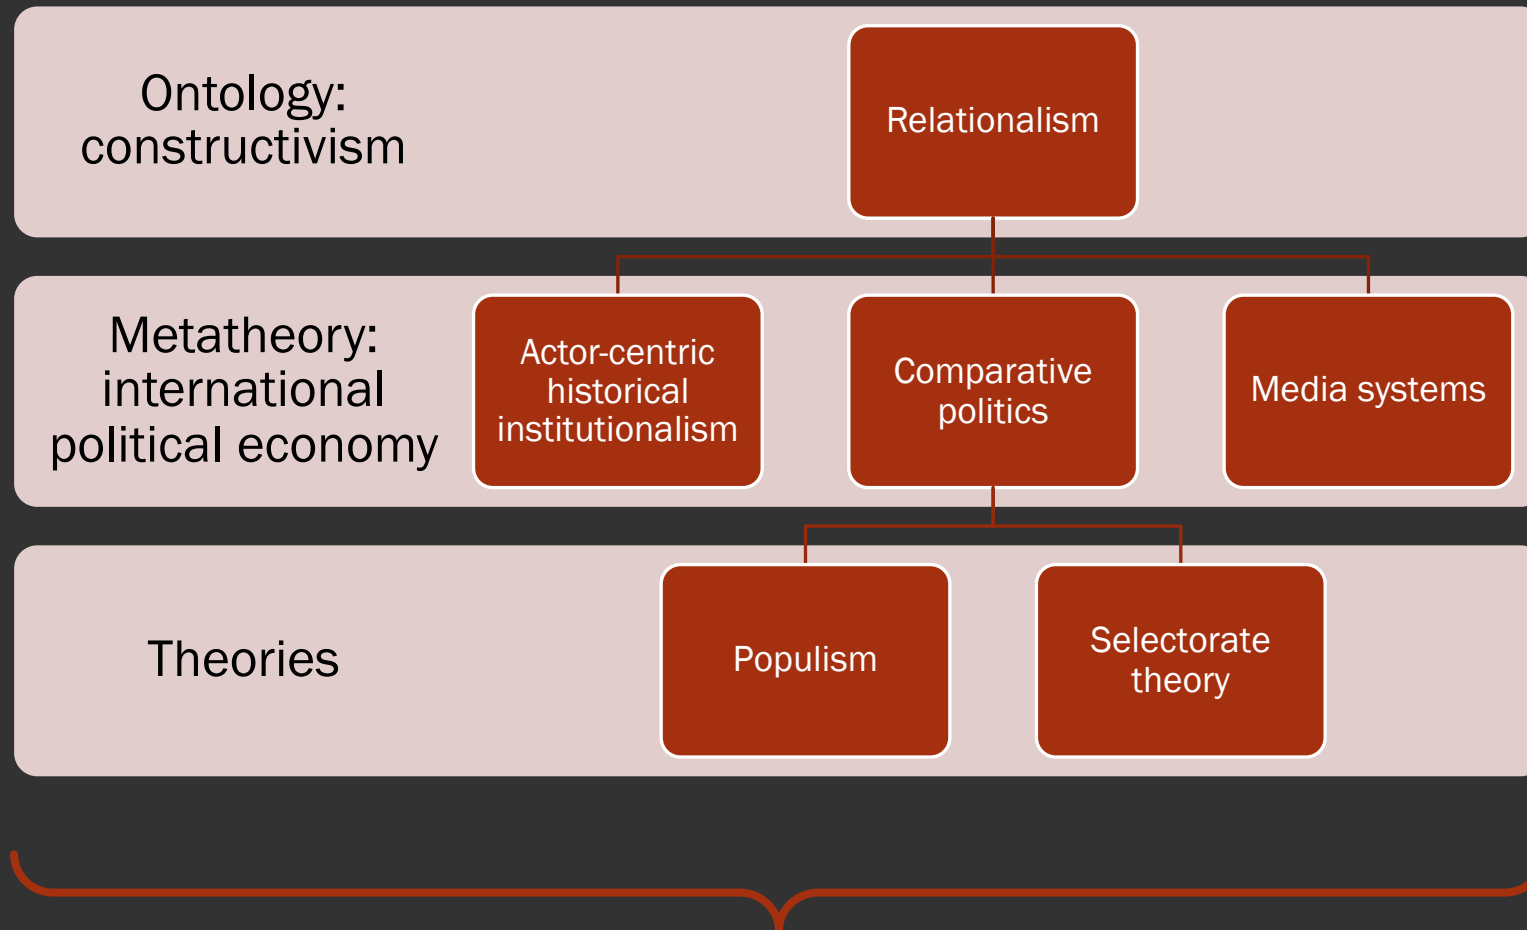 Ontology:
constructivism
Relationalism
Metatheory:
international
political economy
Actor-centric
historical
institutionalism
Comparative
politics
Media systems
Theories
Populism
Selectorate
theory